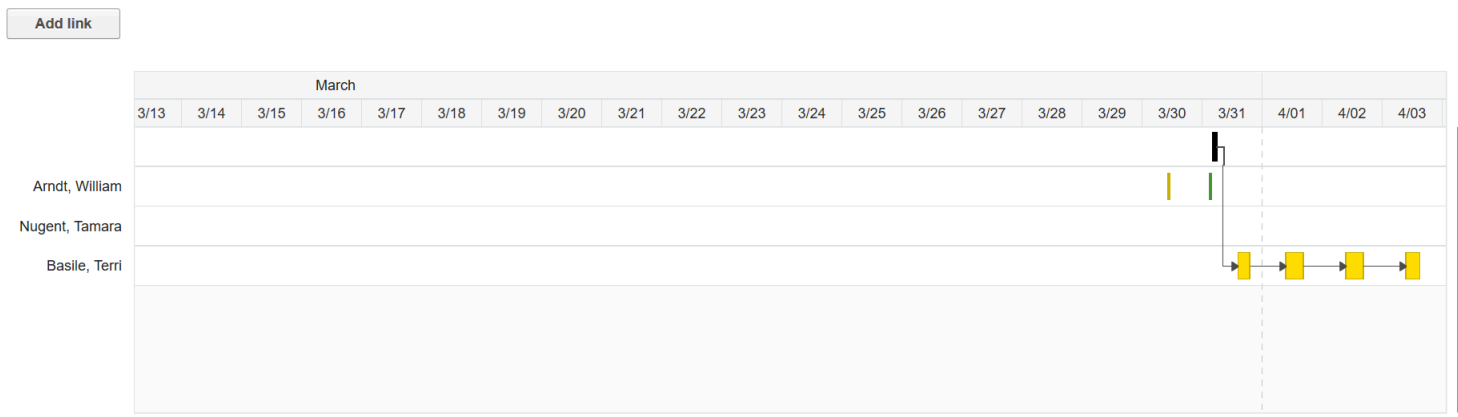 Add link
March
3/13 3/14 3/15 3/16 3/17 3/18 3/19 3/20 3/21 3/22 3/23 3/24 3/25 3/26 3/27 3/28 3/29 3/30 3/31 4/01 4/02 4/03
Arndt, William
Nugent, Tamara
Basile, Terri